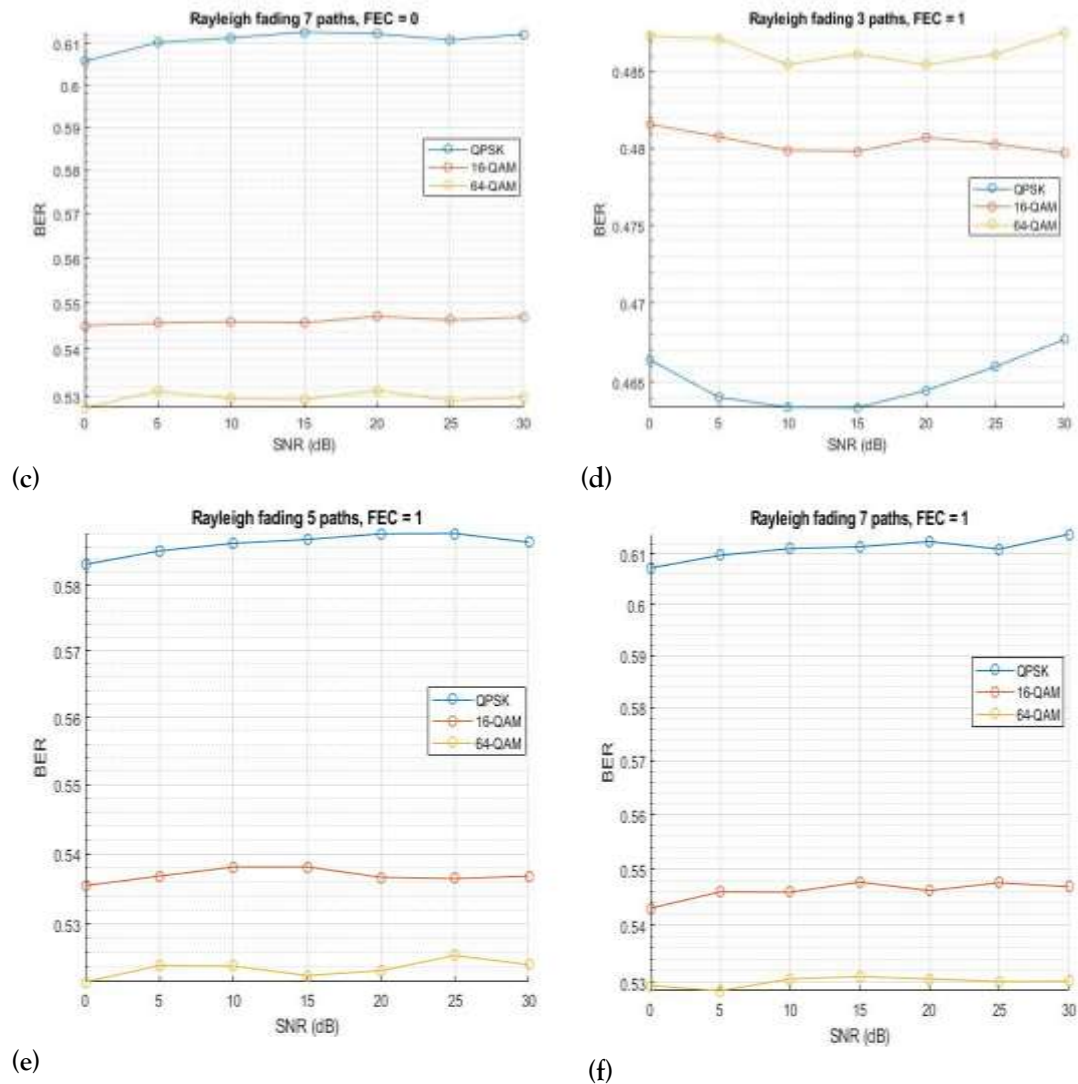 Rayleigh fading 7 paths, FEC = 0
0.61
0.6
0.59
0.58
0.57
0.56
0.55
0.54
0.53
BER
QPSK
16-QAM
64-QAM
0 5 10 15 20 25 30
SNR (dB)
(c)
Rayleigh fading 3 paths, FEC = 1
0.485
0.48
0.475
0.47
0.465
BER
QPSK
16-QAM
64-QAM
0 5 10 15 20 25 30
SNR (dB)
(d)
Rayleigh fading 5 paths, FEC = 1
0.58
0.57
0.56
0.55
0.54
0.53
BER
QPSK
16-QAM
64-QAM
0 5 10 15 20 25 30
SNR (dB)
(e)
Rayleigh fading 7 paths, FEC = 1
0.61
0.6
0.59
0.58
0.57
0.56
0.55
0.54
0.53
BER
QPSK
16-QAM
64-QAM
0 5 10 15 20 25 30
SNR (dB)
(f)